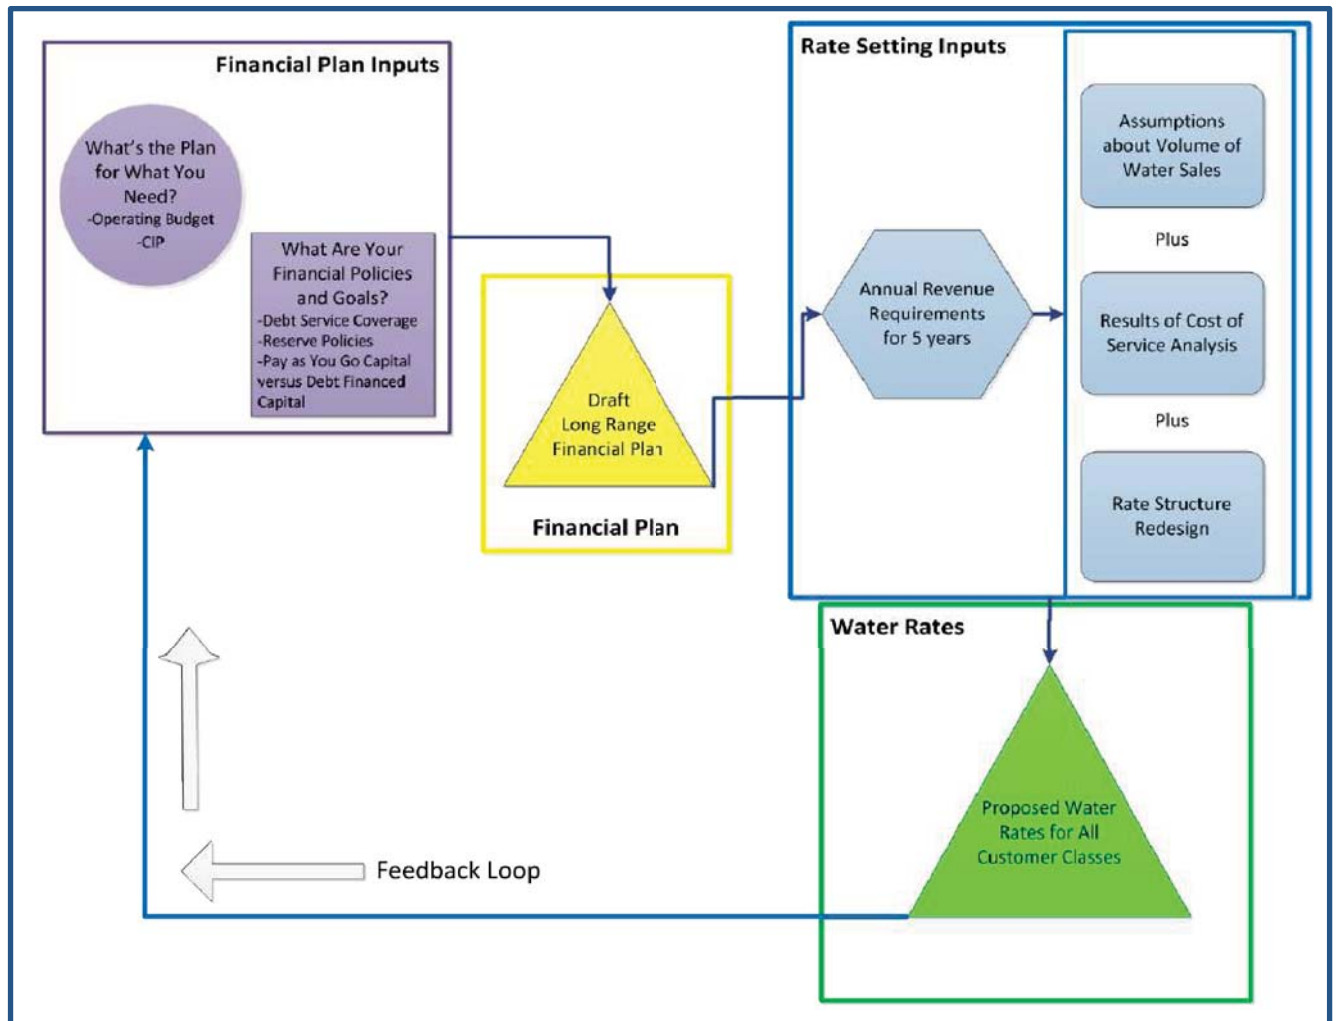 Financial Plan Inputs
What's the Plan
for What You
Need?
-Operating Budget
-CIP
What Are Your
Financial Policies
and Goals?
-Debt Service Coverage
-Reserve Policies
-Pay as You Go Capital
versus Debt Financed
Capital
Draft
Long Range
Financial Plan
Financial Plan
Rate Setting Inputs
Annual Revenue
Requirements
for 5 years
Assumptions
about Volume of
Water Sales
Plus
Results of Cost of
Service Analysis
Plus
Rate Structure
Redesign
Water Rates
Proposed Water
Rates for All
Customer Classes
Feedback Loop